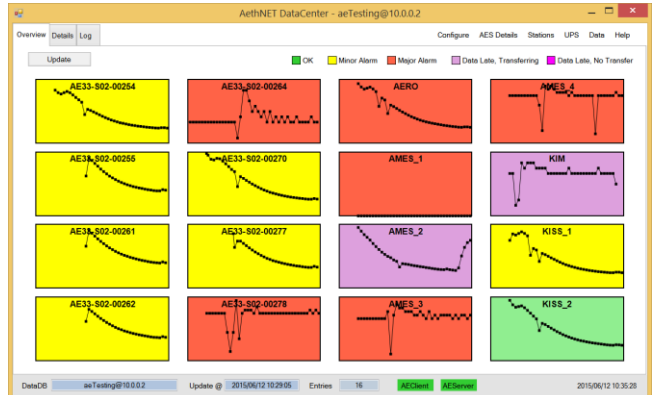 AethNET DataCenter - aeTesting@10.0.0.2
Overview Details Log
Configure AES Details Stations UPS Data Help
Update
OK Minor Alarm Major Alarm Data Late, Transferring Data Late, No Transfer
AE33-S02-00254 AE33-S02-00264 AERO AMES_4
AE33-S02-00255 AE33-S02-00270 AMES_1 KIM
AE33-S02-00261 AE33-S02-00277 AMES_2 KISS_1
AE33-S02-00262 AE33-S02-00278 AMES_3 KISS_2
DataDB aeTesting@10.0.0.2 Update @ 2015/06/12 10:29:05 Entries 16 AEClient AEServer 2015/06/12 10:35:28